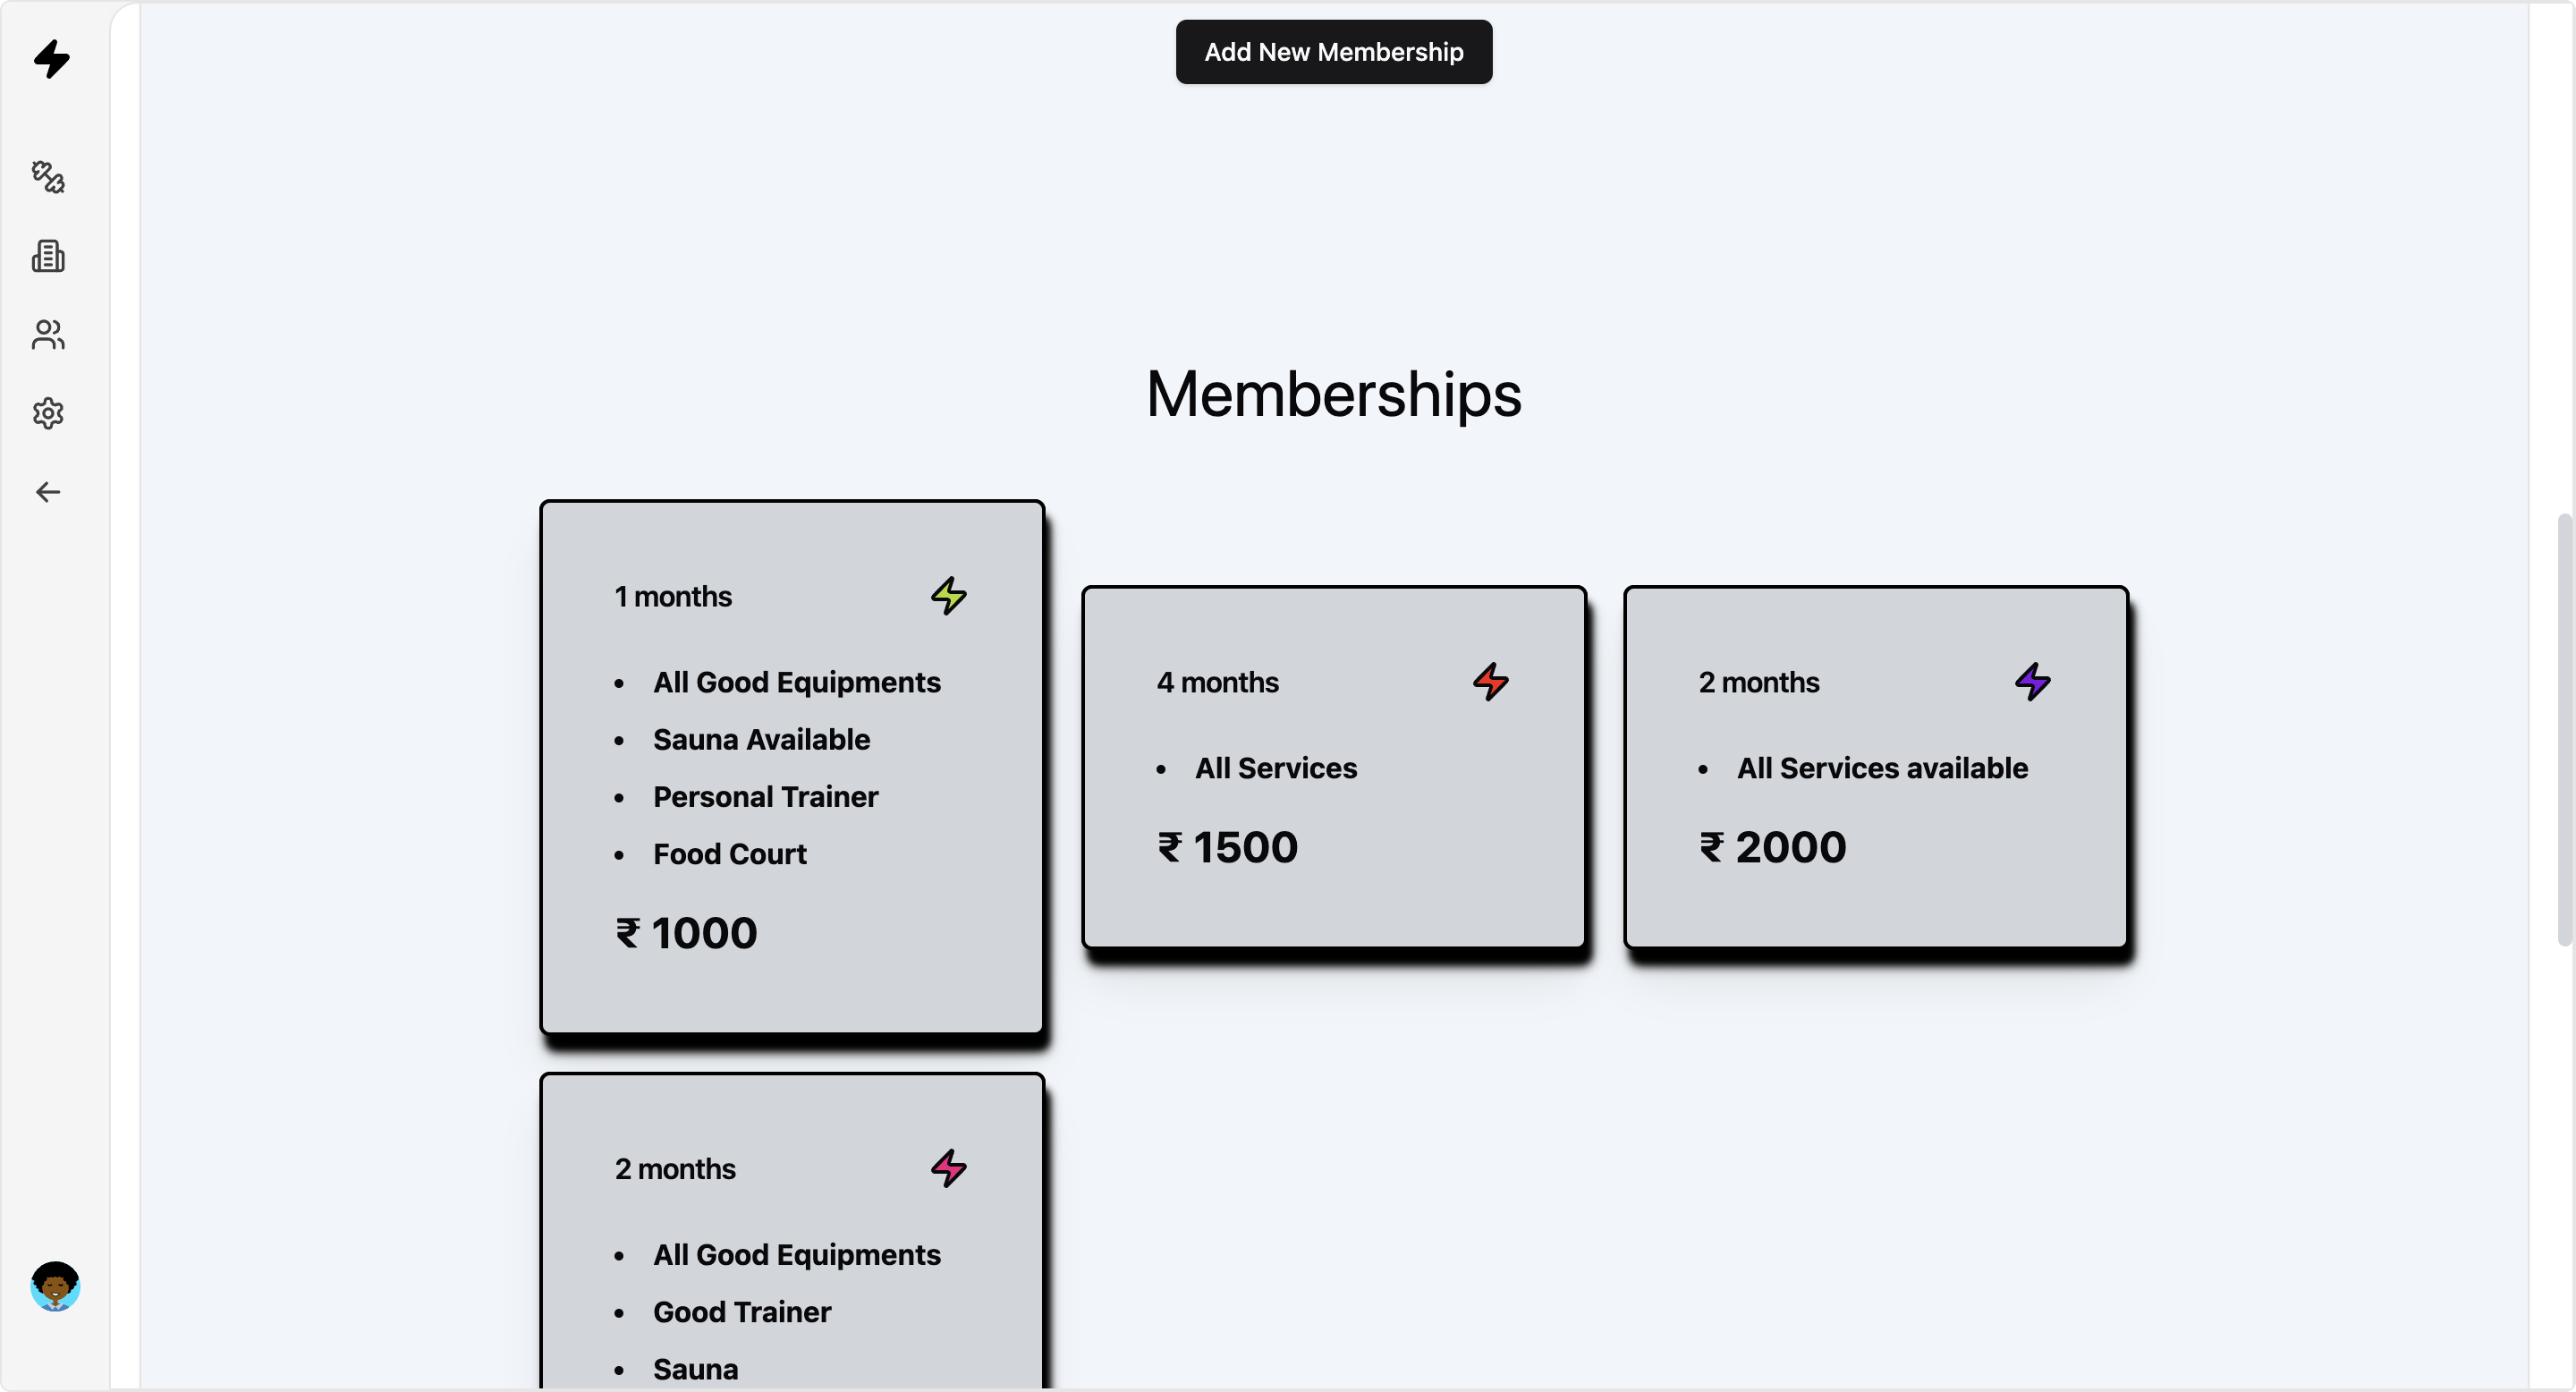 Add New Membership
Memberships
1 months
• All Good Equipments
• Sauna Available
• Personal Trainer
• Food Court
₹ 1000
4 months
• All Services
₹ 1500
2 months
• All Services available
₹ 2000
2 months
• All Good Equipments
• Good Trainer
• Sauna